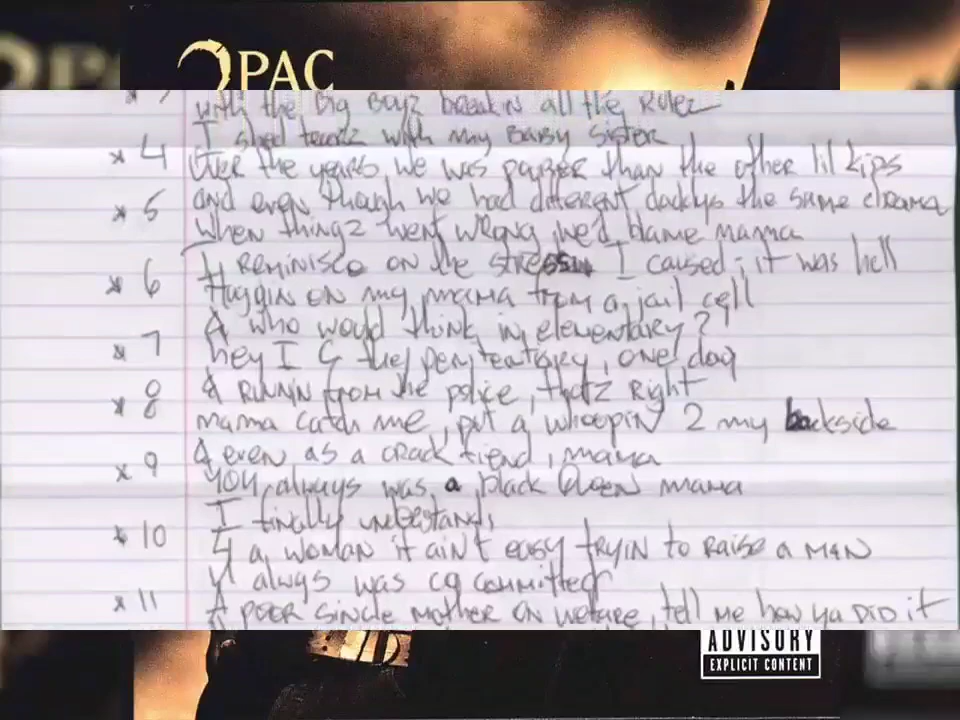 2PAC
with the Big Boyz breakin all the Rulez
I shed tearz with my Baby Sister
*4
Over the years we was poorer than the other lil kids
*5
and even though we had different daddys the same drama
When thingz went wrong we'd blame mama
I REMINISCE ON the stress I caused, it was hell
*6
Huggin ON my mama from a jail cell
& who would think in elementary?
*7
hey I C the penitentiary, one day
& RUNNIN from the police, thatz Right
*8
mama catch me, put a whoopin 2 my backside
*9
& even as a crack fiend, mama
YOU always was a black Queen mama
I finally understand,
*10
4 a woman it ain't easy tryin to raise a MAN
U always was committed
*11
A POOR single mother ON welfare, tell me how ya DID it
ADVISORY
EXPLICIT CONTENT